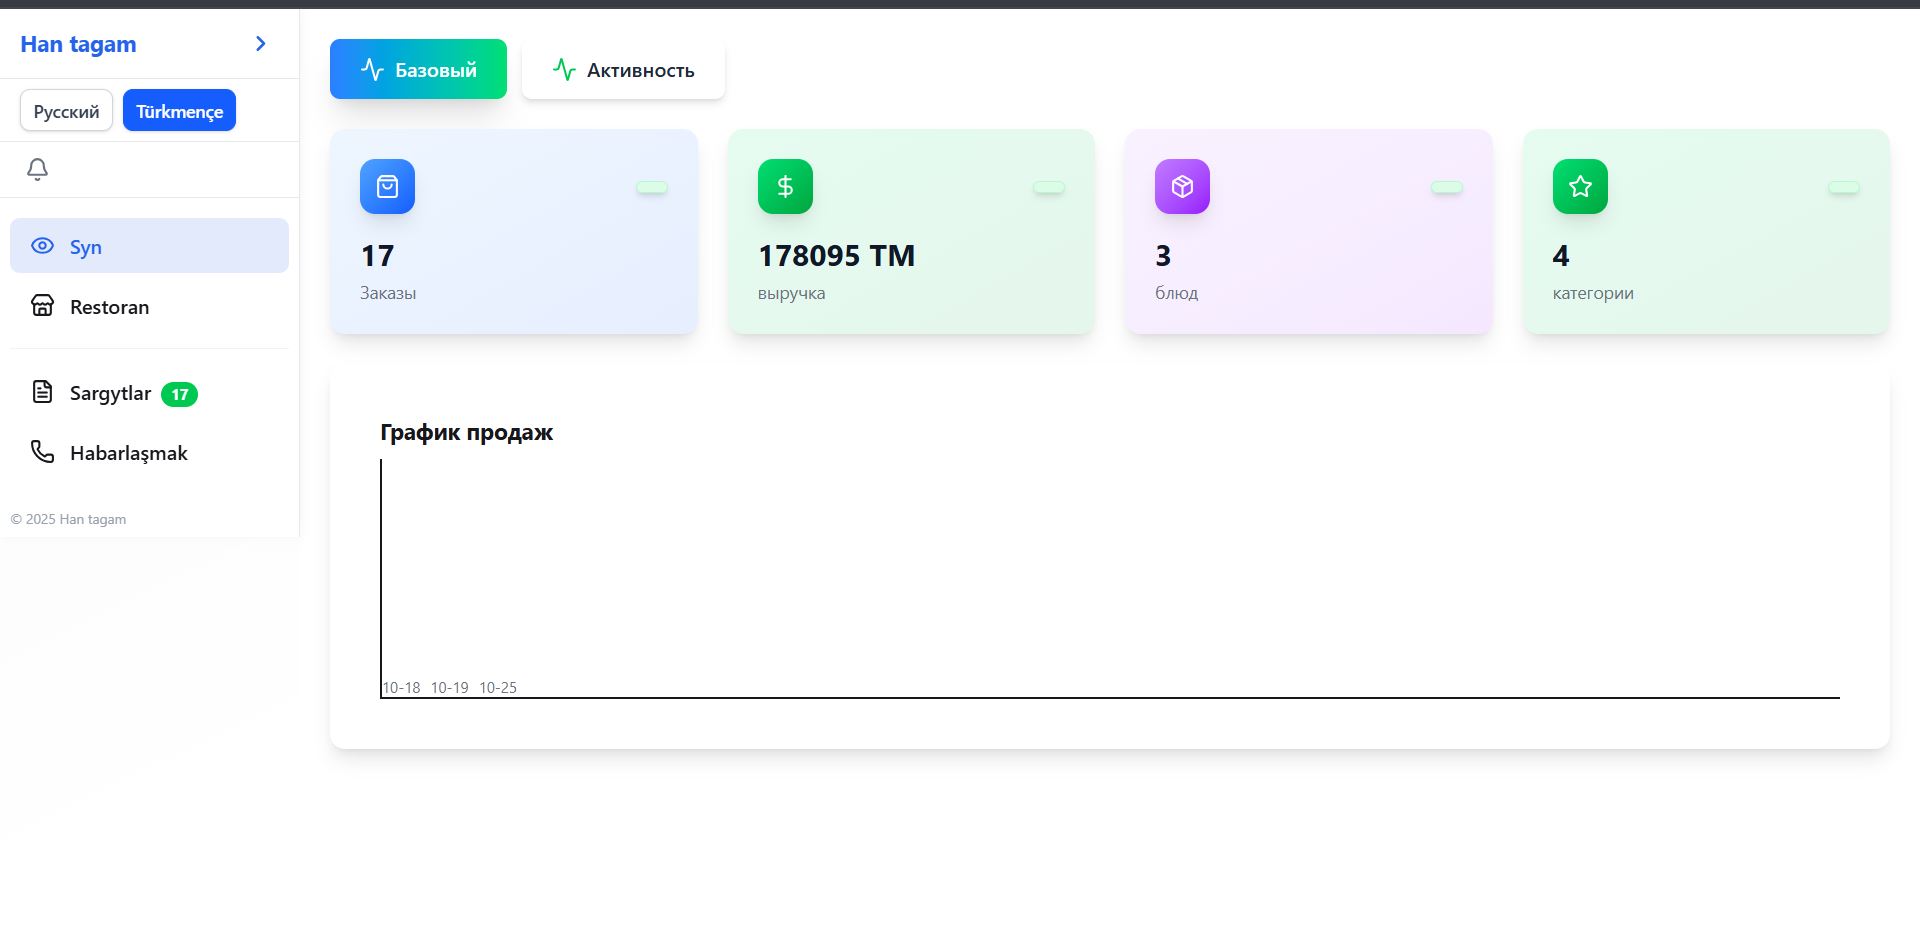 Han tagam
Русский Türkmençe
Syn
Restoran
Sargytlar 17
Habarlaşmak
© 2025 Han tagam
Базовый Активность
17
Заказы
178095 TM
выручка
3
блюд
4
категории
График продаж
10-18 10-19 10-25